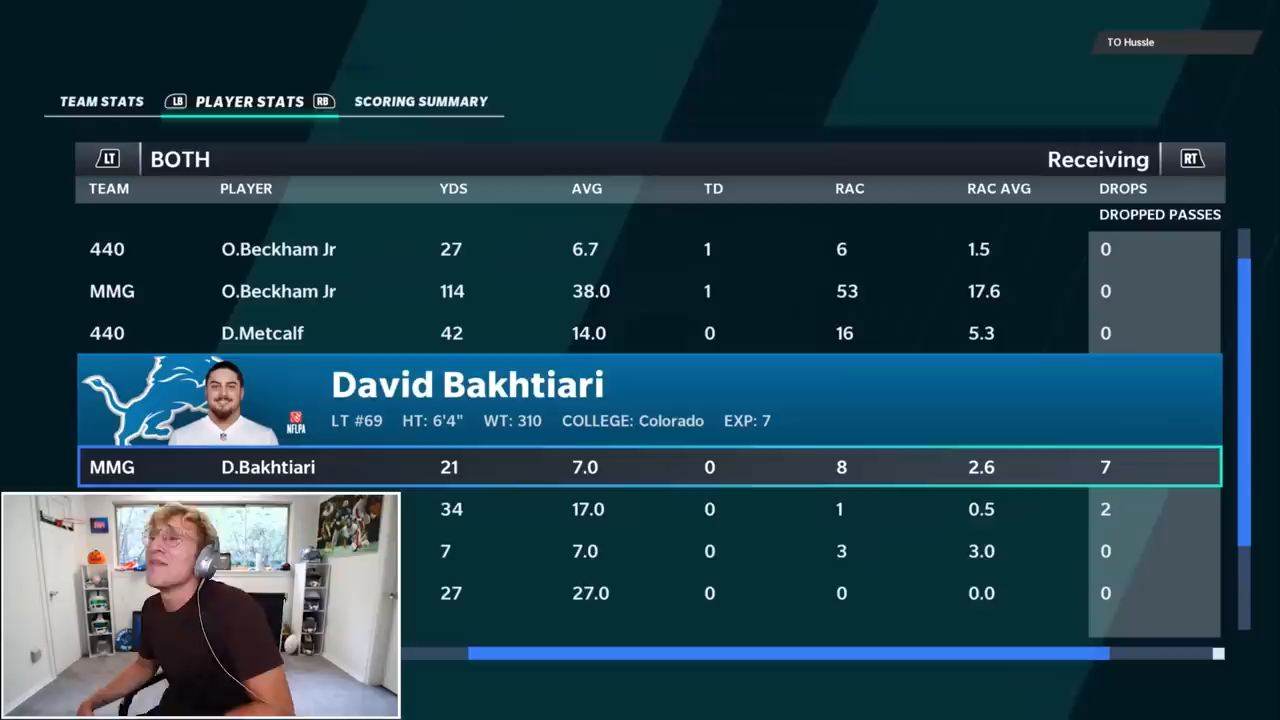 TO Hussle
TEAM STATS LB PLAYER STATS RB SCORING SUMMARY
LT BOTH Receiving RT
TEAM PLAYER YDS AVG TD RAC RAC AVG DROPS
DROPPED PASSES
440 O.Beckham Jr 27 6.7 1 6 1.5 0
MMG O.Beckham Jr 114 38.0 1 53 17.6 0
440 D.Metcalf 42 14.0 0 16 5.3 0
David Bakhtiari
NFLPA LT #69 HT: 6'4" WT: 310 COLLEGE: Colorado EXP: 7
MMG D.Bakhtiari 21 7.0 0 8 2.6 7
34 17.0 0 1 0.5 2
7 7.0 0 3 3.0 0
27 27.0 0 0 0.0 0